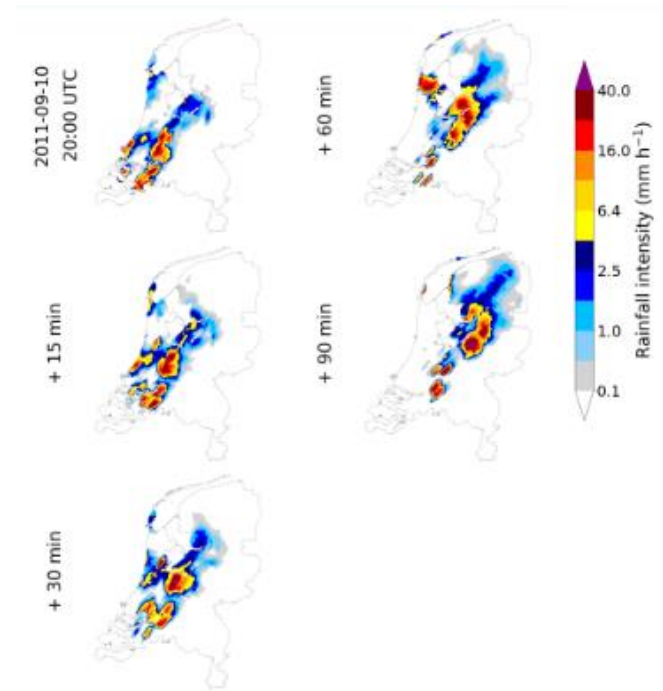 2011-09-10
20:00 UTC
+ 15 min
+ 30 min
+ 60 min
+ 90 min
40.0
16.0
6.4
2.5
1.0
0.1
Rainfall intensity (mm h⁻¹)